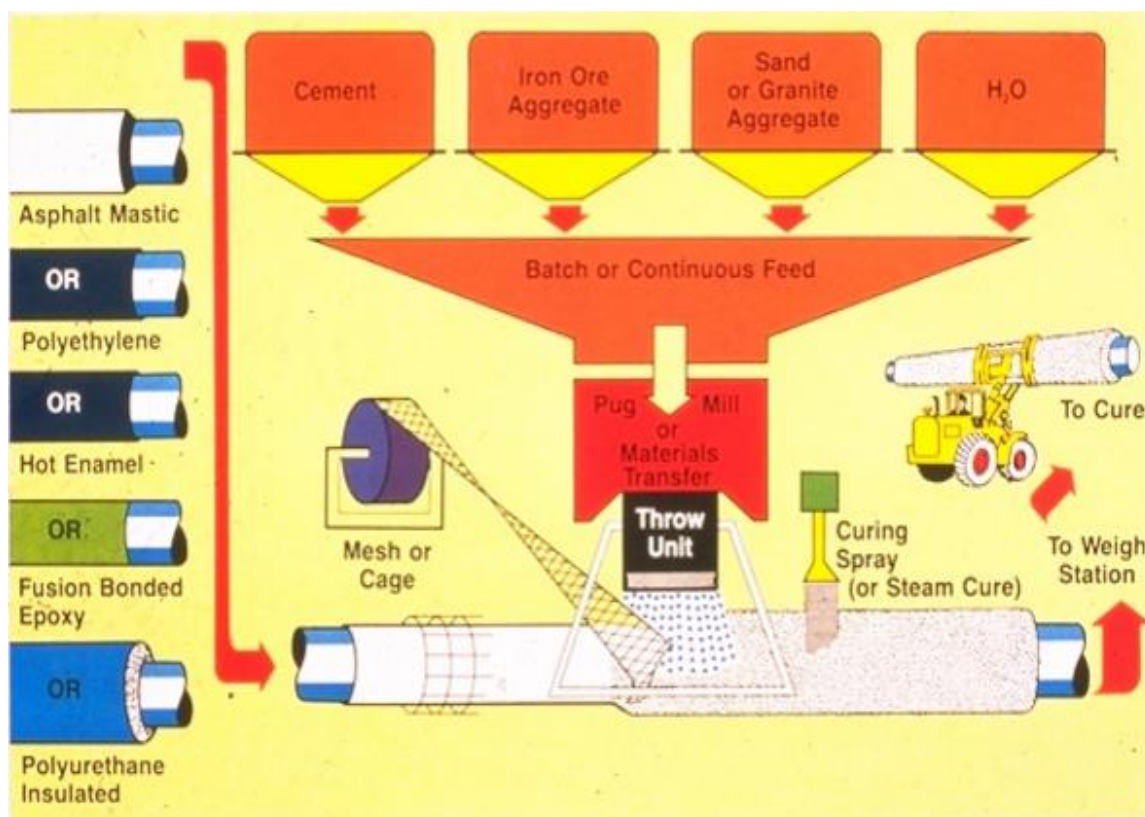 Cement
Iron Ore
Aggregate
Sand
or Granite
Aggregate
H₂O
Asphalt Mastic
OR
Polyethylene
OR
Hot Enamel
OR
Fusion Bonded
Epoxy
OR
Polyurethane
Insulated
Batch or Continuous Feed
Pug Mill
or
Materials
Transfer
Throw
Unit
Mesh or
Cage
Curing
Spray
(or Steam Cure)
To Cure
To Weigh
Station